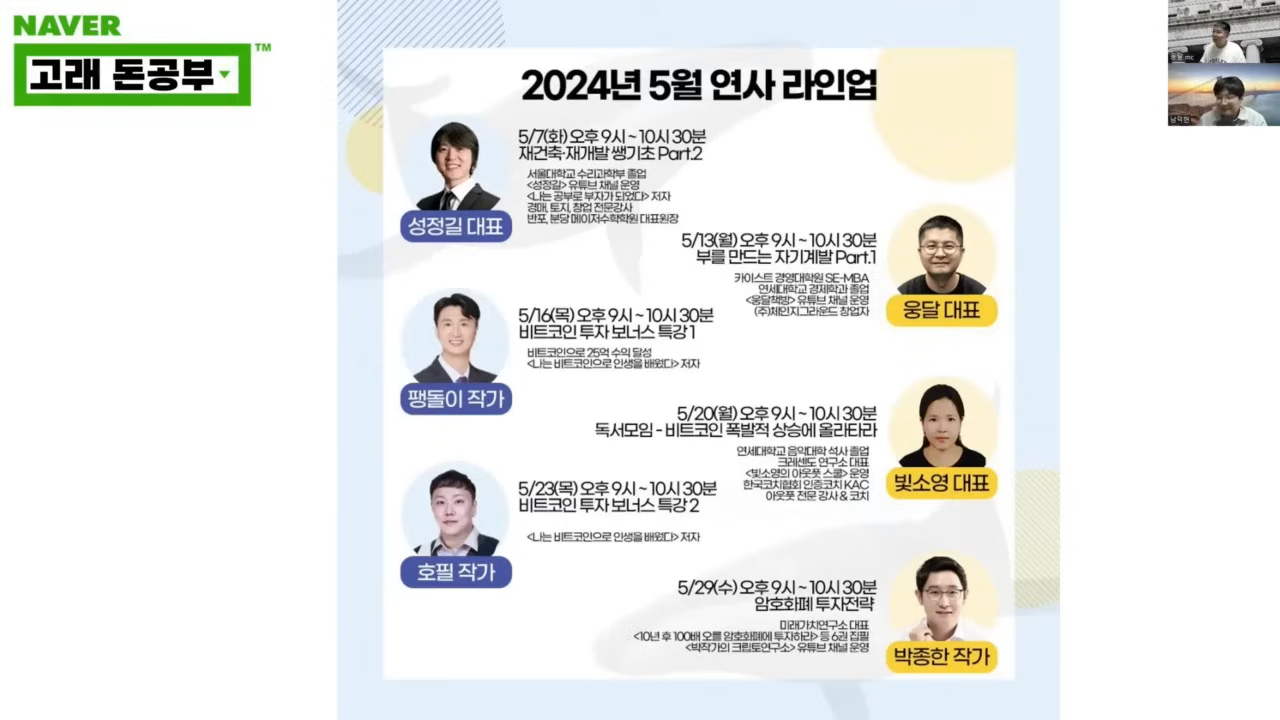 NAVER
고래 돈공부
TM
2024년 5월 연사 라인업
5/7(화) 오후 9시 ~ 10시 30분
재건축·재개발 쌩기초 Part.2
서울대학교 수리과학부 졸업
<성정길> 유튜브 채널 운영
<나는 공부로 부자가 되었다> 저자
경매, 토지, 창업 전문강사
반포, 분당 메이저수학학원 대표원장
성정길 대표
5/13(월) 오후 9시 ~ 10시 30분
부를 만드는 자기계발 Part.1
카이스트 경영대학원 SE-MBA
연세대학교 경제학과 졸업
<웅달책방> 유튜브 채널 운영
(주)체인지그라운드 창업자
웅달 대표
5/16(목) 오후 9시 ~ 10시 30분
비트코인 투자 보너스 특강 1
비트코인으로 25억 수익 달성
<나는 비트코인으로 인생을 배웠다> 저자
팽돌이 작가
5/20(월) 오후 9시 ~ 10시 30분
독서모임 - 비트코인 폭발적 상승에 올라타라
연세대학교 음악대학 석사 졸업
크레센도 연구소 대표
<빛소영의 아웃풋 스쿨> 운영
한국코치협회 인증코치 KAC
아웃풋 전문 강사 & 코치
빛소영 대표
5/23(목) 오후 9시 ~ 10시 30분
비트코인 투자 보너스 특강 2
<나는 비트코인으로 인생을 배웠다> 저자
호필 작가
5/29(수) 오후 9시 ~ 10시 30분
암호화폐 투자전략
미래가치연구소 대표
<10년 후 100배 오를 암호화폐에 투자하라> 등 6권 집필
<박작가의 크립토연구소> 유튜브 채널 운영
박종한 작가
웅달 mc
남덕현